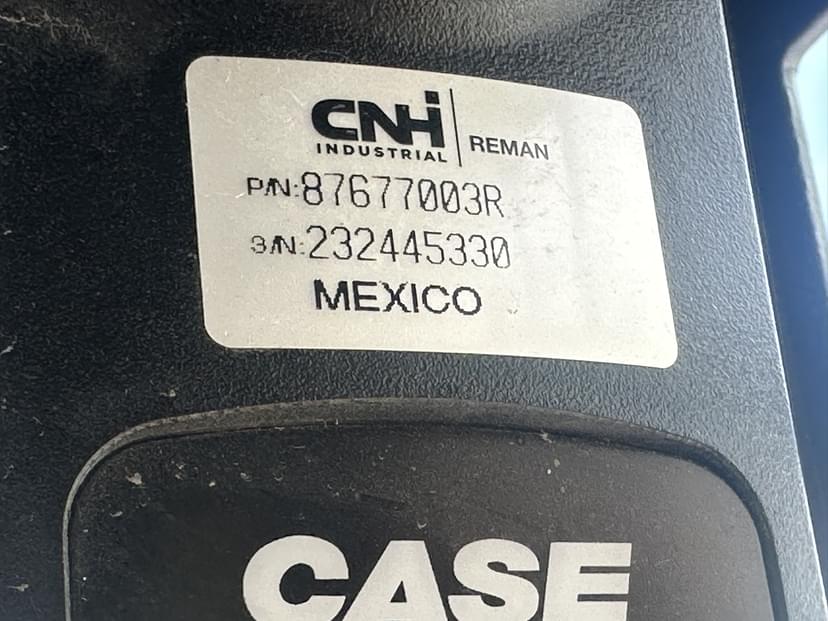 CNH | REMAN
INDUSTRIAL
P/N:87677003R
S/N:232445330
MEXICO
CASE